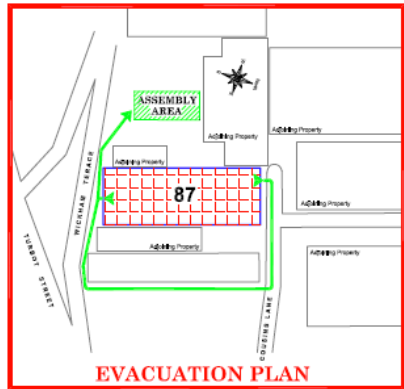 ASSEMBLY
AREA
Adjoining Property
Adjoining Property
WICKHAM TERRACE
87
Adjoining Property
Adjoining Property
TURBOT STREET
Adjoining Property
Adjoining Property
COUSINS LANE
EVACUATION PLAN